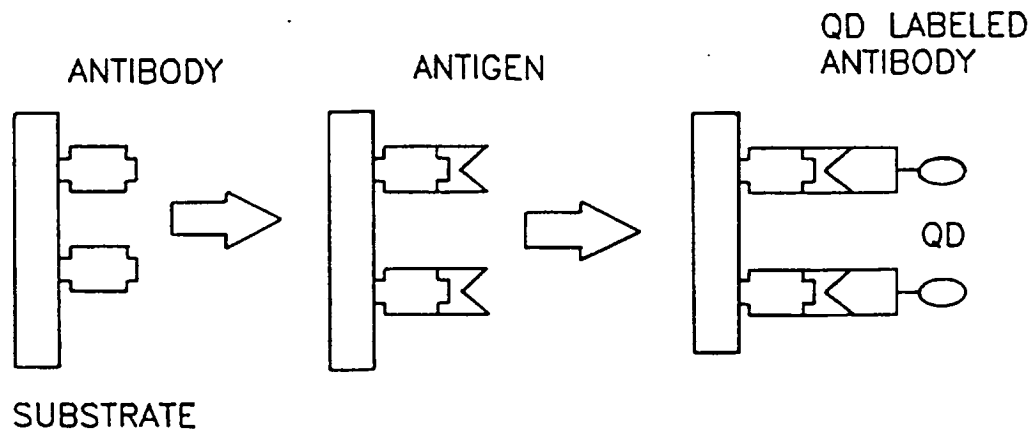 ANTIBODY
ANTIGEN
QD LABELED
ANTIBODY
QD
SUBSTRATE